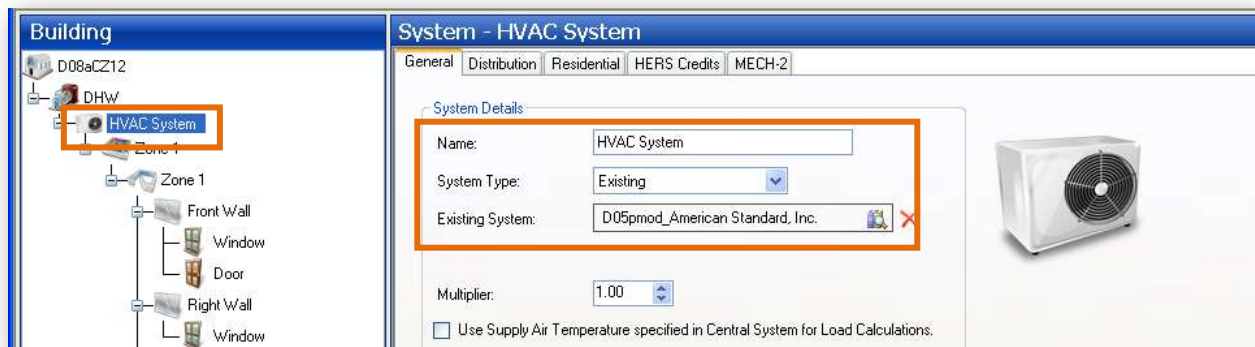 Building
D08aCZ12
DHW
HVAC System
Zone 1
Zone 1
Front Wall
Window
Door
Right Wall
Window
System - HVAC System
General Distribution Residential HERS Credits MECH-2
System Details
Name: HVAC System
System Type: Existing
Existing System: D05pmod_American Standard, Inc.
Multiplier: 1.00
Use Supply Air Temperature specified in Central System for Load Calculations.